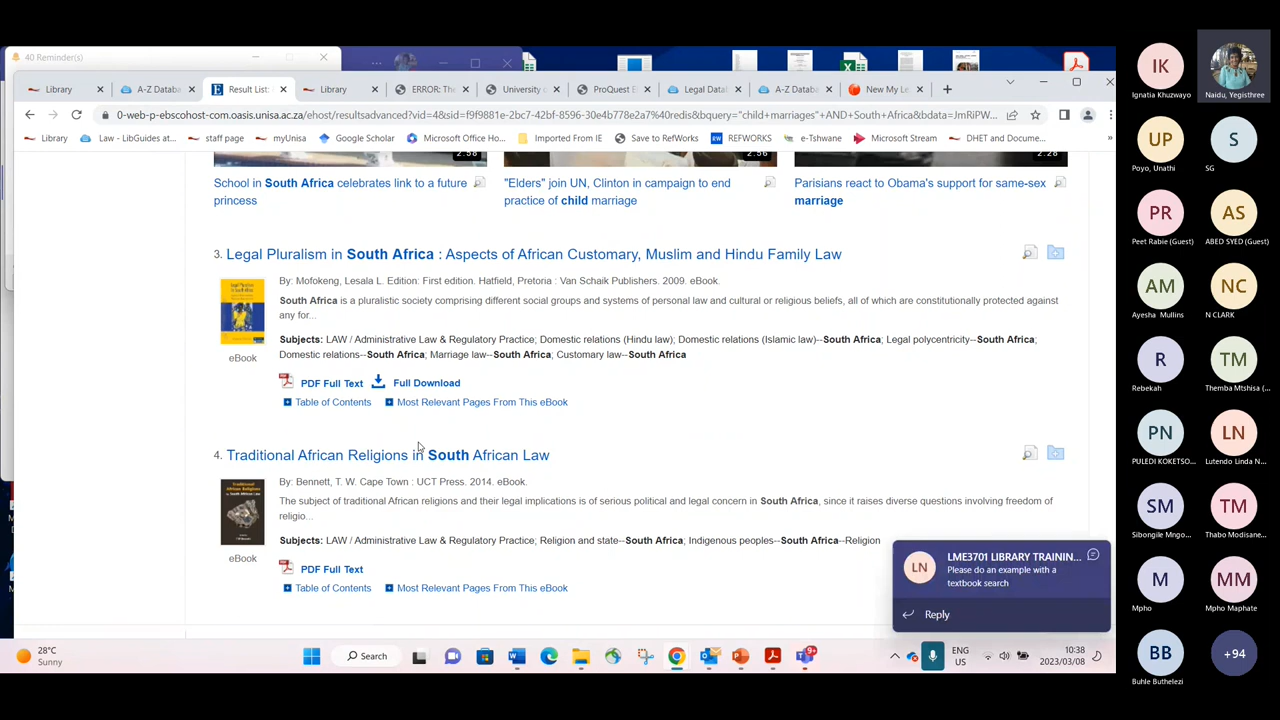 40 Reminder(s)
Library
A-Z Databa
Result List:
Library
ERROR: The
University o
ProQuest E
Legal Data
A-Z Databa
New My Le
0-web-p-ebscohost-com.oasis.unisa.ac.za/ehost/resultsadvanced?vid=4&sid=f9f9881e-2bc7-42bf-8596-30e4b778e2a7%40redis&bquery="child+marriages"+AND+South+Africa&bdata=JmRiPW...
Library
Law - LibGuides at...
staff page
myUnisa
Google Scholar
Microsoft Office Ho...
Imported From IE
Save to RefWorks
RW REFWORKS
e-Tshwane
Microsoft Stream
DHET and Docume...
»
2:58
2:56
2:28
School in South Africa celebrates link to a future princess
"Elders" join UN, Clinton in campaign to end practice of child marriage
Parisians react to Obama's support for same-sex marriage
3. Legal Pluralism in South Africa : Aspects of African Customary, Muslim and Hindu Family Law
By: Mofokeng, Lesala L. Edition: First edition. Hatfield, Pretoria : Van Schaik Publishers. 2009. eBook.
South Africa is a pluralistic society comprising different social groups and systems of personal law and cultural or religious beliefs, all of which are constitutionally protected against
any for...
Subjects: LAW / Administrative Law & Regulatory Practice; Domestic relations (Hindu law); Domestic relations (Islamic law)--South Africa; Legal polycentricity--South Africa;
Domestic relations--South Africa; Marriage law--South Africa; Customary law--South Africa
eBook
PDF Full Text
Full Download
Table of Contents
Most Relevant Pages From This eBook
4. Traditional African Religions in South African Law
By: Bennett, T. W. Cape Town : UCT Press. 2014. eBook.
The subject of traditional African religions and their legal implications is of serious political and legal concern in South Africa, since it raises diverse questions involving freedom of
religio...
Subjects: LAW / Administrative Law & Regulatory Practice; Religion and state--South Africa; Indigenous peoples--South Africa--Religion
eBook
PDF Full Text
Table of Contents
Most Relevant Pages From This eBook
LN
LME3701 LIBRARY TRAININ...
Please do an example with a
textbook search
Reply
28°C
Sunny
Search
9+
ENG
US
10:38
2023/03/08
IK
Ignatia Khuzwayo
Naidu, Yegisthree
UP
Poyo, Unathi
S
SG
PR
Peet Rabie (Guest)
AS
ABED SYED (Guest)
AM
Ayesha Mullins
NC
N CLARK
R
Rebekah
TM
Themba Mtshisa (...
PN
PULEDI KOKETSO...
LN
Lutendo Linda N...
SM
Sibongile Mngo...
TM
Thabo Modisane...
M
Mpho
MM
Mpho Maphate
BB
Buhle Buthelezi
+94